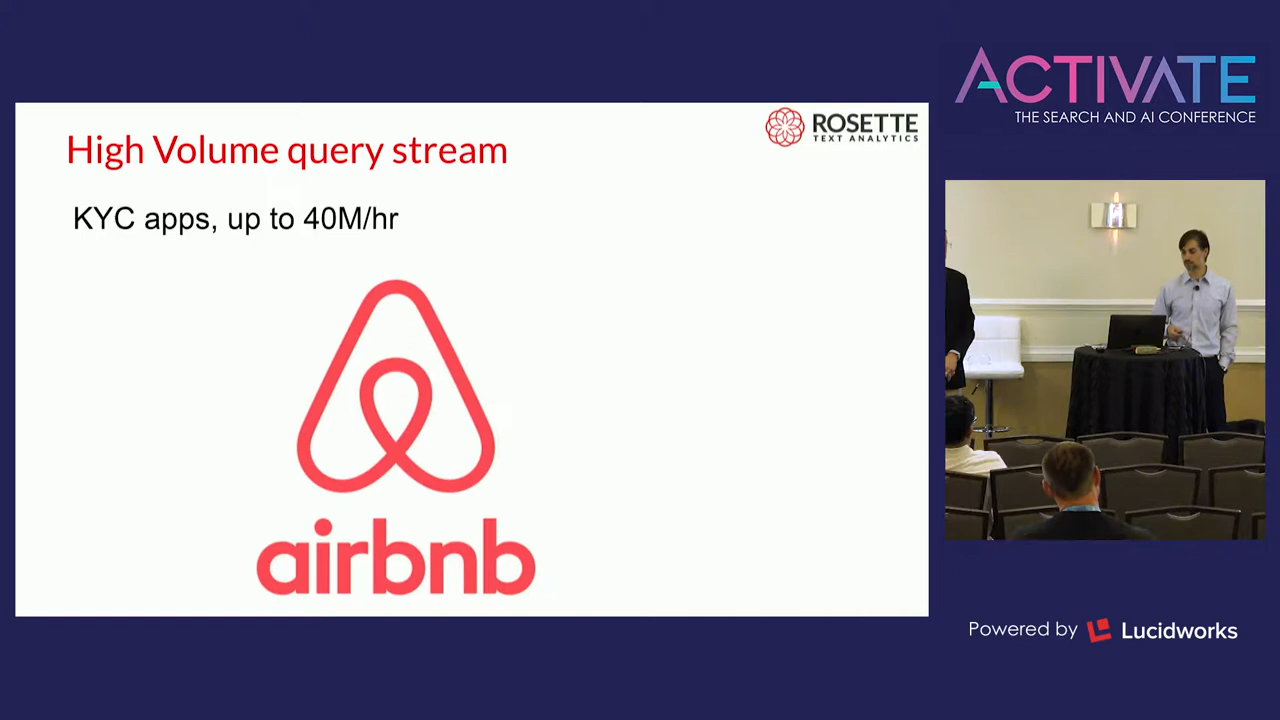 ACTIVATE
THE SEARCH AND AI CONFERENCE
ROSETTE
TEXT ANALYTICS
High Volume query stream
KYC apps, up to 40M/hr
airbnb
Powered by Lucidworks